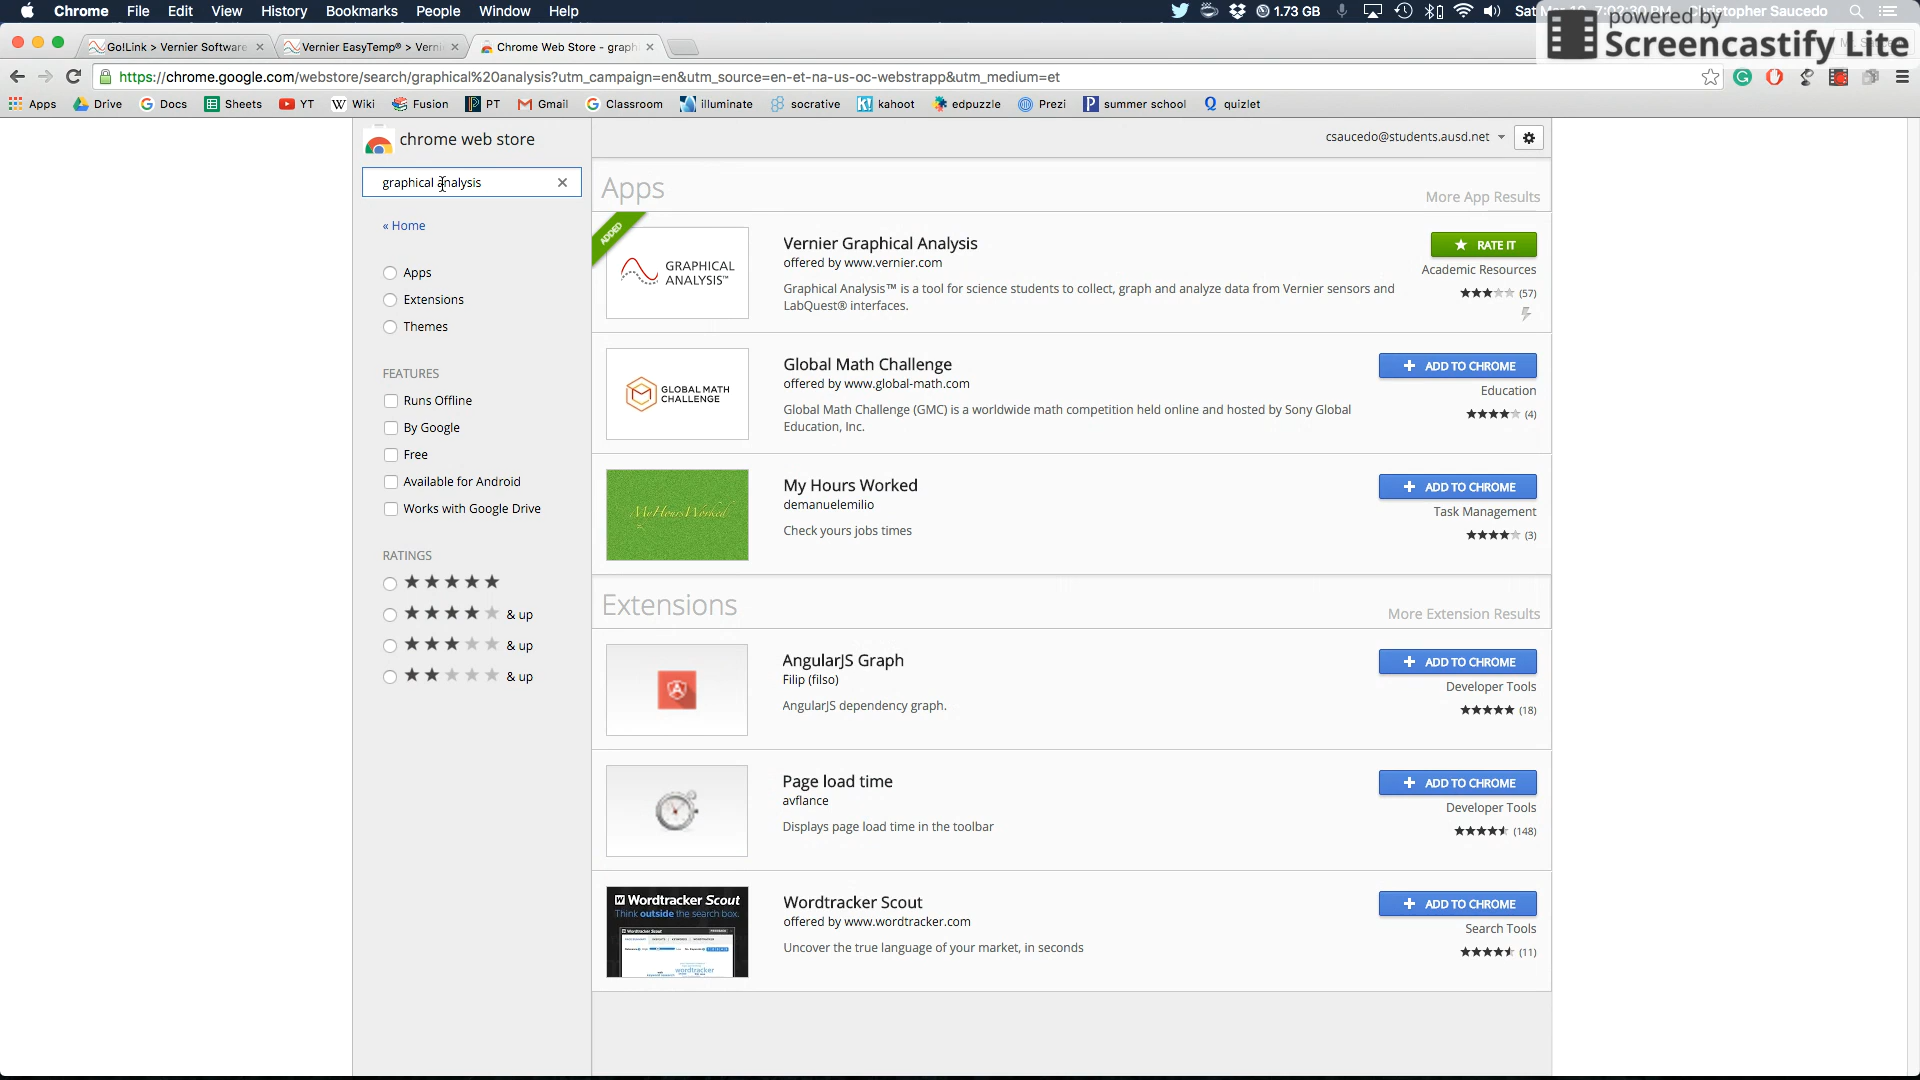 Chrome File Edit View History Bookmarks People Window Help 1.73 GB Sat Christopher Saucedo
powered by
Screencastify Lite
Go!Link > Vernier Software Vernier EasyTemp® > Verni Chrome Web Store - graphi
https://chrome.google.com/webstore/search/graphical%20analysis?utm_campaign=en&utm_source=en-et-na-us-oc-webstrapp&utm_medium=et
Apps Drive Docs Sheets YT Wiki Fusion PT Gmail Classroom illuminate socrative kahoot edpuzzle Prezi summer school quizlet
chrome web store
csaucedo@students.ausd.net
graphical analysis
« Home
Apps
Extensions
Themes
FEATURES
Runs Offline
By Google
Free
Available for Android
Works with Google Drive
RATINGS
& up
& up
& up
Apps
More App Results
ADDED
GRAPHICAL
ANALYSIS™
Vernier Graphical Analysis
offered by www.vernier.com
Graphical Analysis™ is a tool for science students to collect, graph and analyze data from Vernier sensors and
LabQuest® interfaces.
RATE IT
Academic Resources
(57)
GLOBAL MATH
CHALLENGE
Global Math Challenge
offered by www.global-math.com
Global Math Challenge (GMC) is a worldwide math competition held online and hosted by Sony Global
Education, Inc.
ADD TO CHROME
Education
(4)
MyHoursWorked
My Hours Worked
demanuelemilio
Check yours jobs times
ADD TO CHROME
Task Management
(3)
Extensions
More Extension Results
AngularJS Graph
Filip (filso)
AngularJS dependency graph.
ADD TO CHROME
Developer Tools
(18)
Page load time
avflance
Displays page load time in the toolbar
ADD TO CHROME
Developer Tools
(148)
Wordtracker Scout
Think outside the search box.
Wordtracker Scout
wordtracker
Wordtracker Scout
offered by www.wordtracker.com
Uncover the true language of your market, in seconds
ADD TO CHROME
Search Tools
(11)